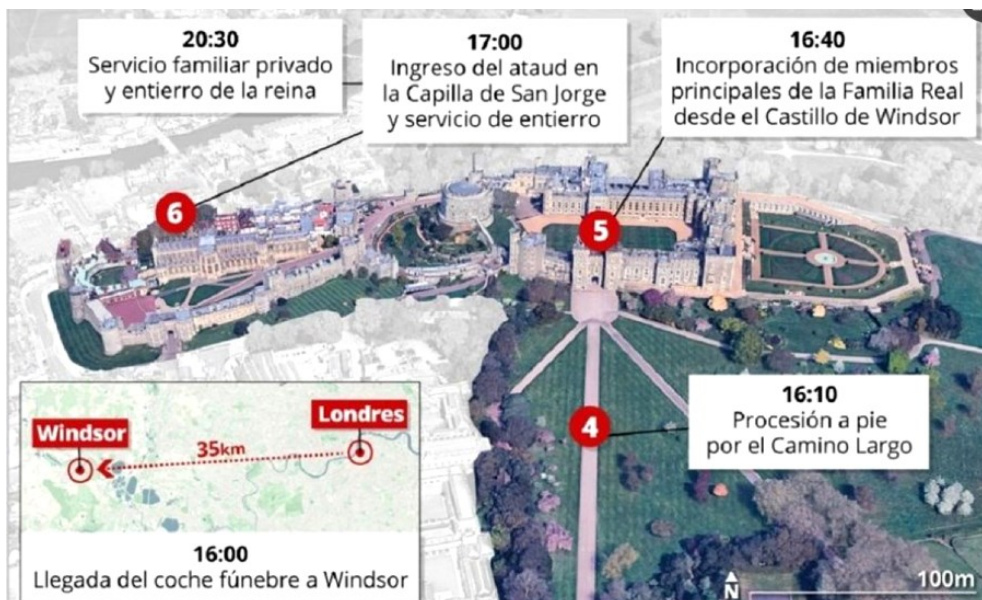 20:30
Servicio familiar privado
y entierro de la reina
17:00
Ingreso del ataud en
la Capilla de San Jorge
y servicio de entierro
16:40
Incorporación de miembros
principales de la Familia Real
desde el Castillo de Windsor
6
5
4
16:10
Procesión a pie
por el Camino Largo
Windsor
Londres
35km
16:00
Llegada del coche fúnebre a Windsor
N
100m